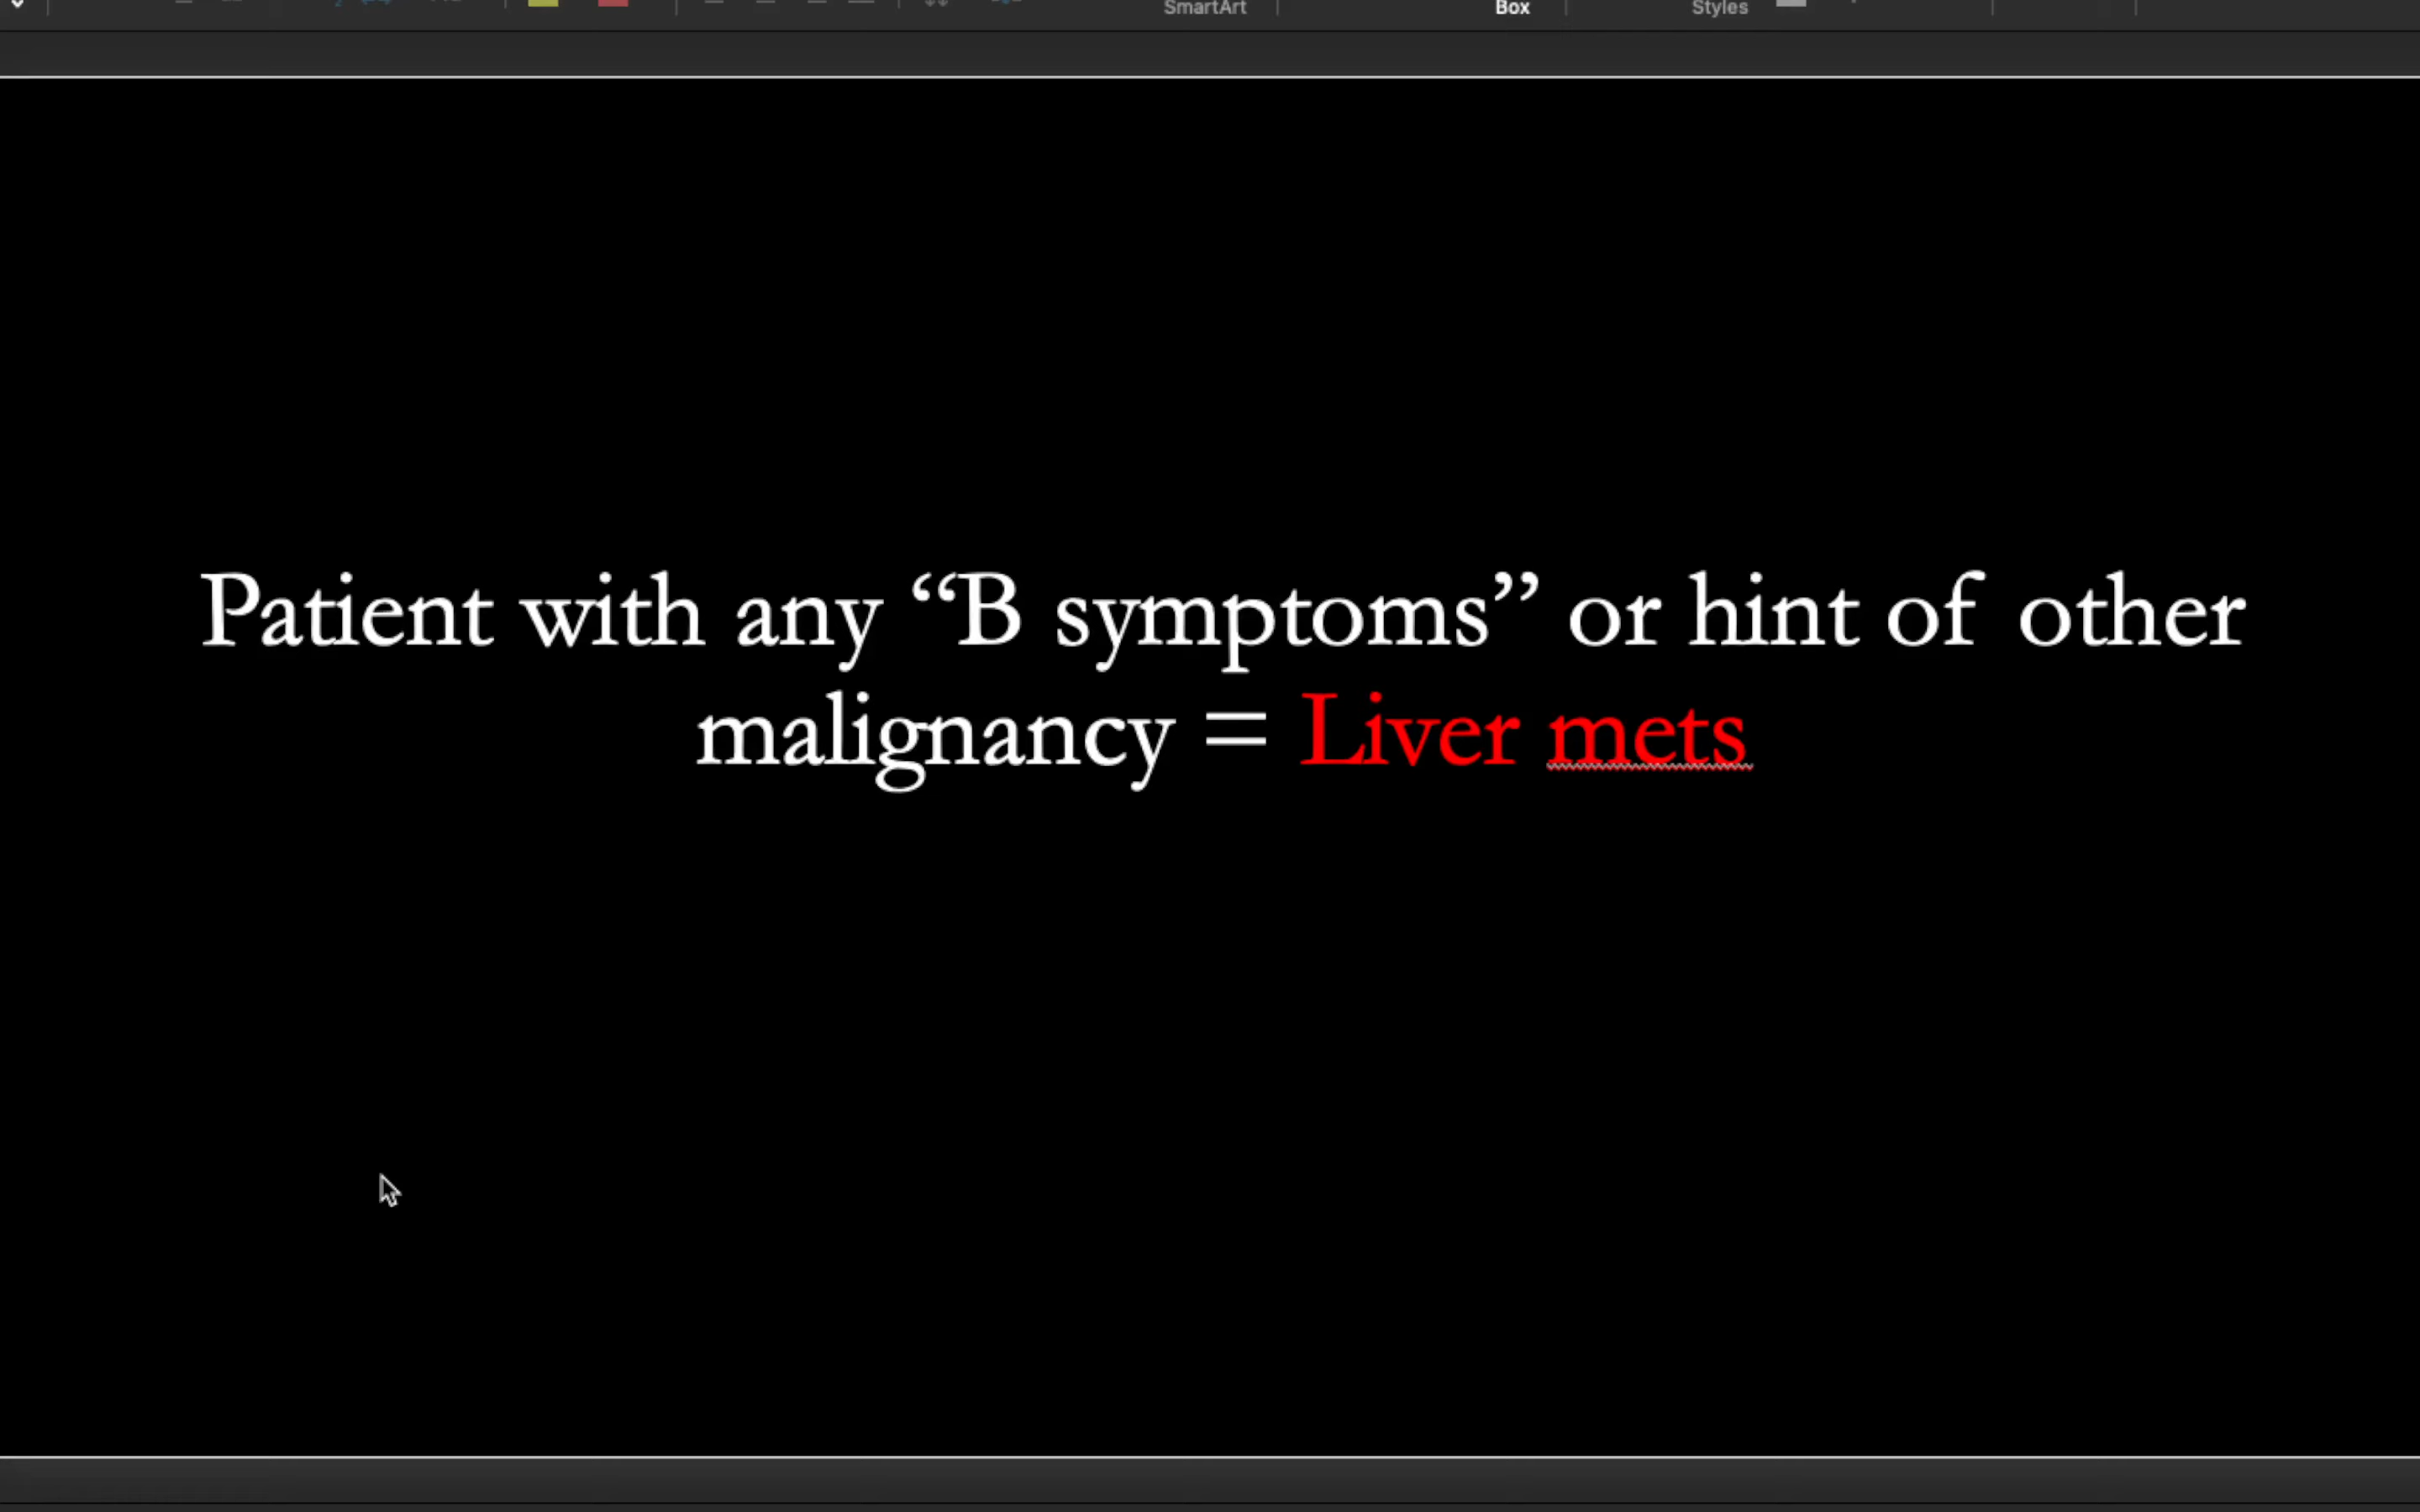 SmartArt Box Styles
Patient with any “B symptoms” or hint of other
malignancy = Liver mets